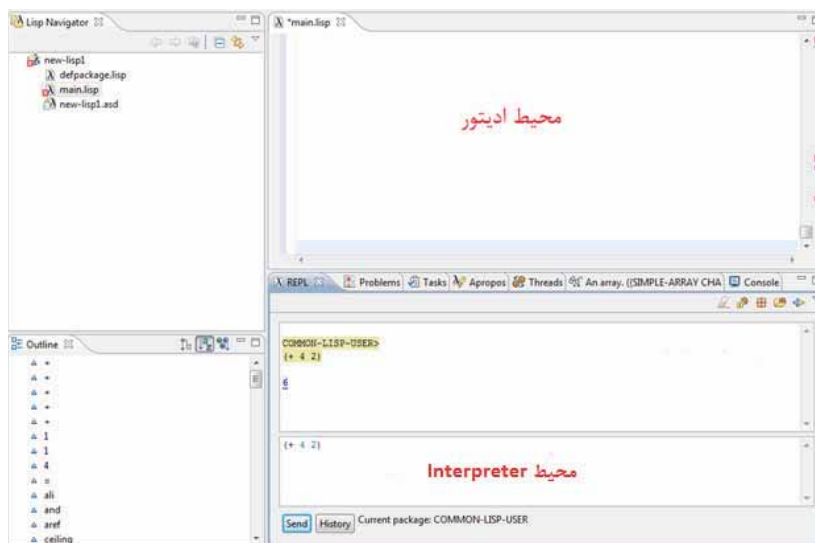 Lisp Navigator
new-lisp1
defpackage.lisp
main.lisp
new-lisp1.asd
*main.lisp
محیط ادیتور
REPL Problems Tasks Apropos Threads An array. ((SIMPLE-ARRAY CHA Console
COMMON-LISP-USER>
(+ 4 2)
6
(+ 4 2)
محیط Interpreter
Send History Current package: COMMON-LISP-USER
Outline
+
+
+
+
+
1
1
4
=
ali
and
aref
ceiling